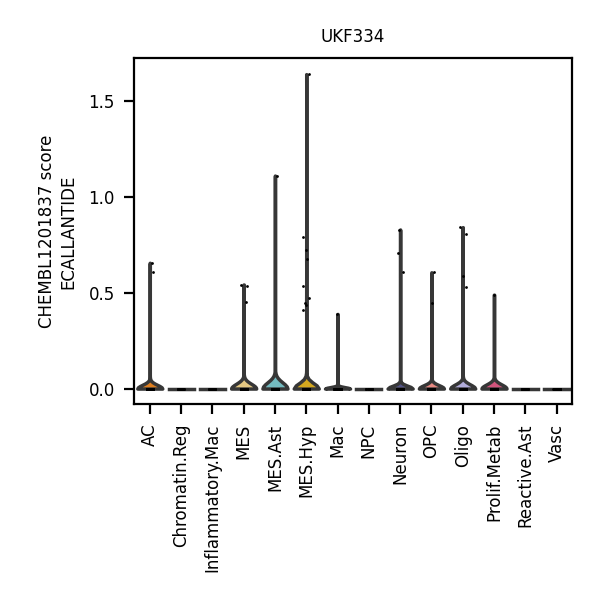 UKF334
CHEMBL1201837 score
ECALLANTIDE
1.5
1.0
0.5
0.0
AC
Chromatin.Reg
Inflammatory.Mac
MES
MES.Ast
MES.Hyp
Mac
NPC
Neuron
OPC
Oligo
Prolif.Metab
Reactive.Ast
Vasc